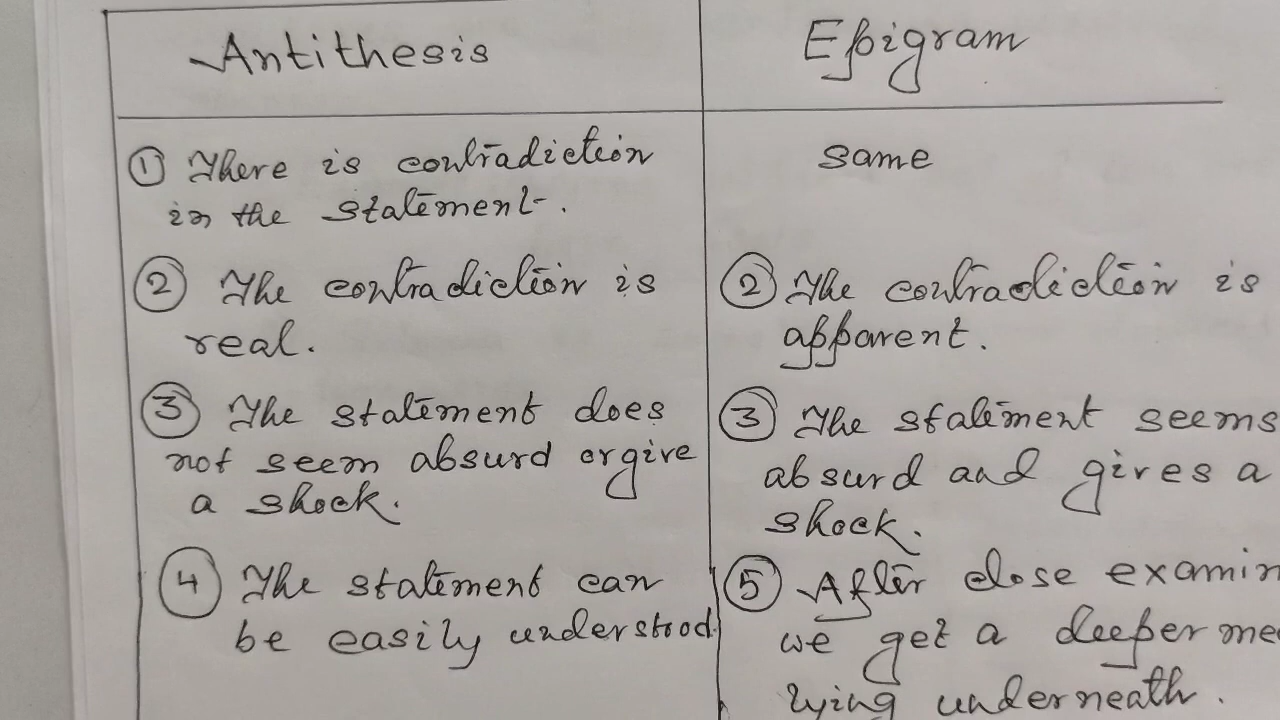 Antithesis
Epigram
① There is contradiction
in the statement.
same
② The contradiction is
real.
② The contradiction is
apparent.
③ The statement does
not seem absurd or give
a shock.
③ The statement seems
absurd and gives a
shock.
④ The statement can
be easily understood
⑤ After close examin
we get a deeper me
lying underneath.